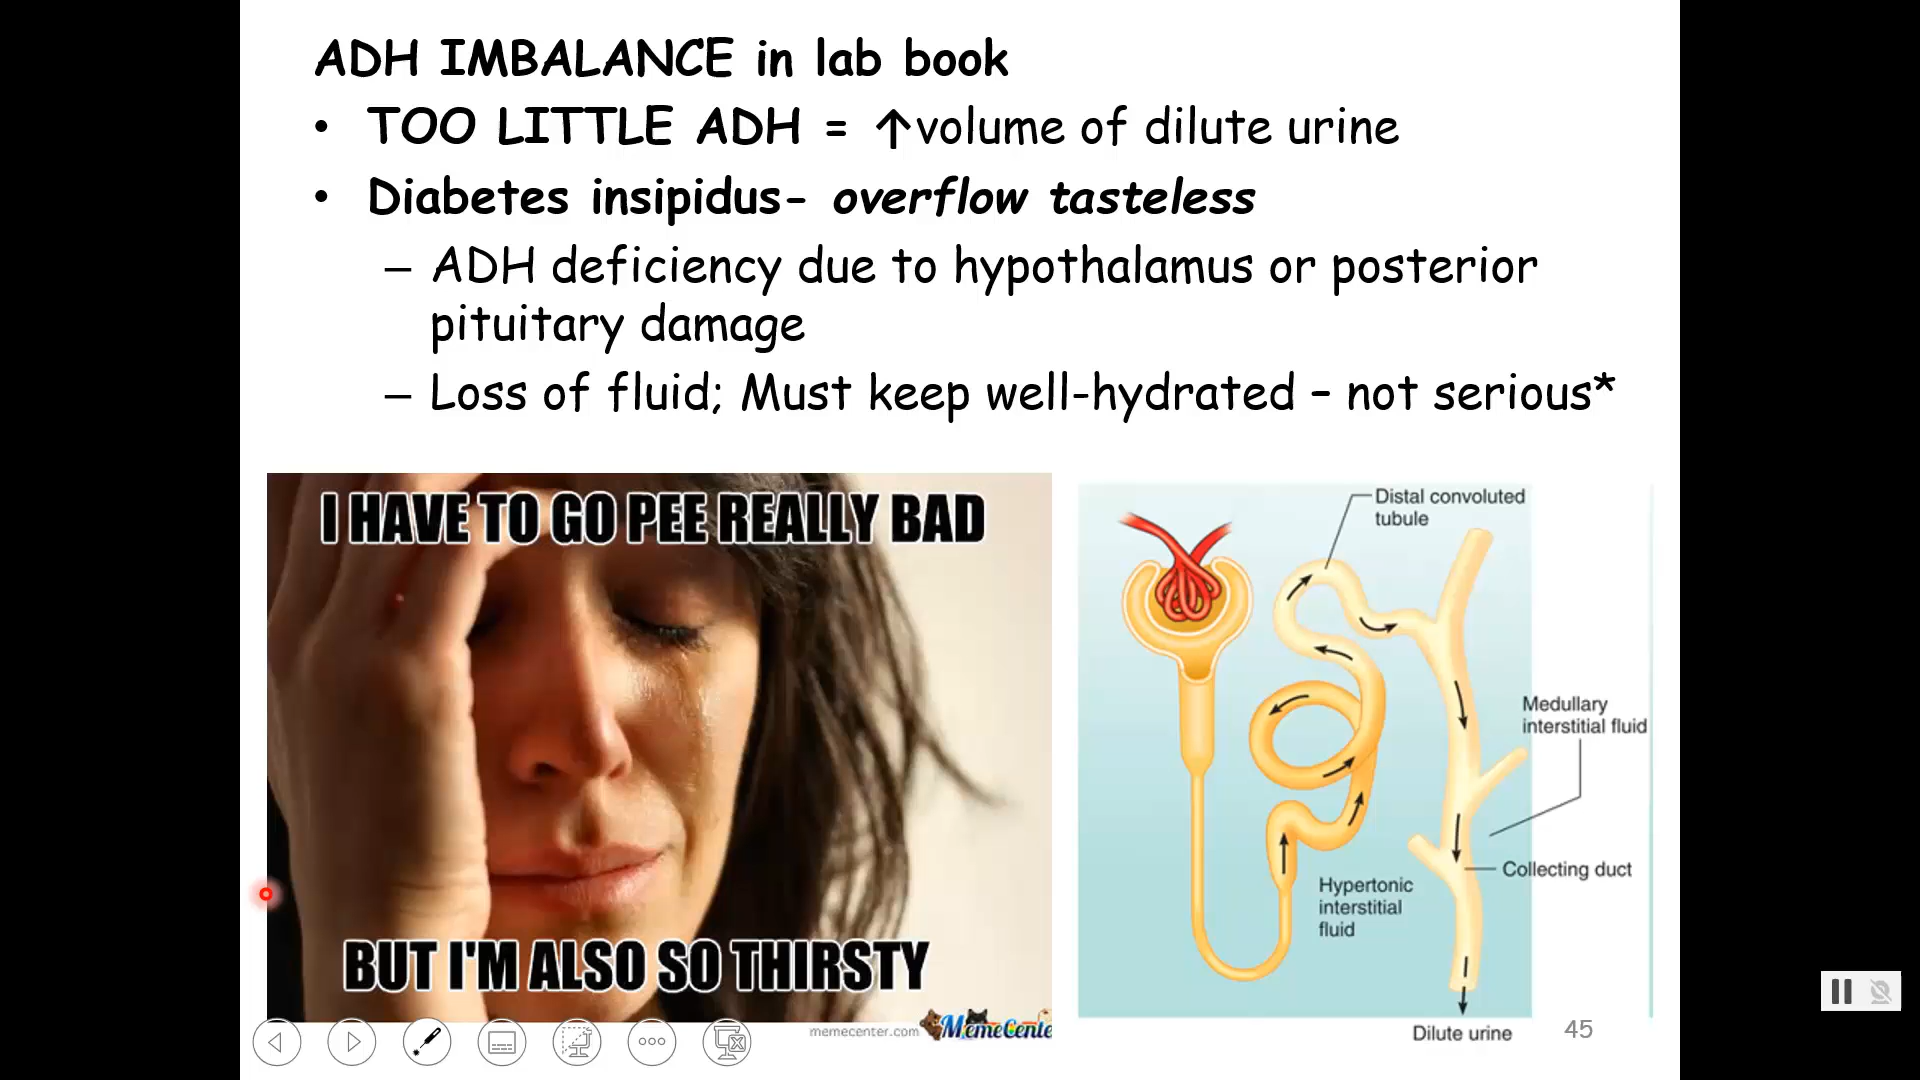 ADH IMBALANCE in lab book
• TOO LITTLE ADH = ↑volume of dilute urine
• Diabetes insipidus- overflow tasteless
– ADH deficiency due to hypothalamus or posterior
pituitary damage
– Loss of fluid; Must keep well-hydrated – not serious*
I HAVE TO GO PEE REALLY BAD
BUT I'M ALSO SO THIRSTY
memecenter.com MemeCente
Distal convoluted
tubule
Medullary
interstitial fluid
Collecting duct
Hypertonic
interstitial
fluid
Dilute urine
45